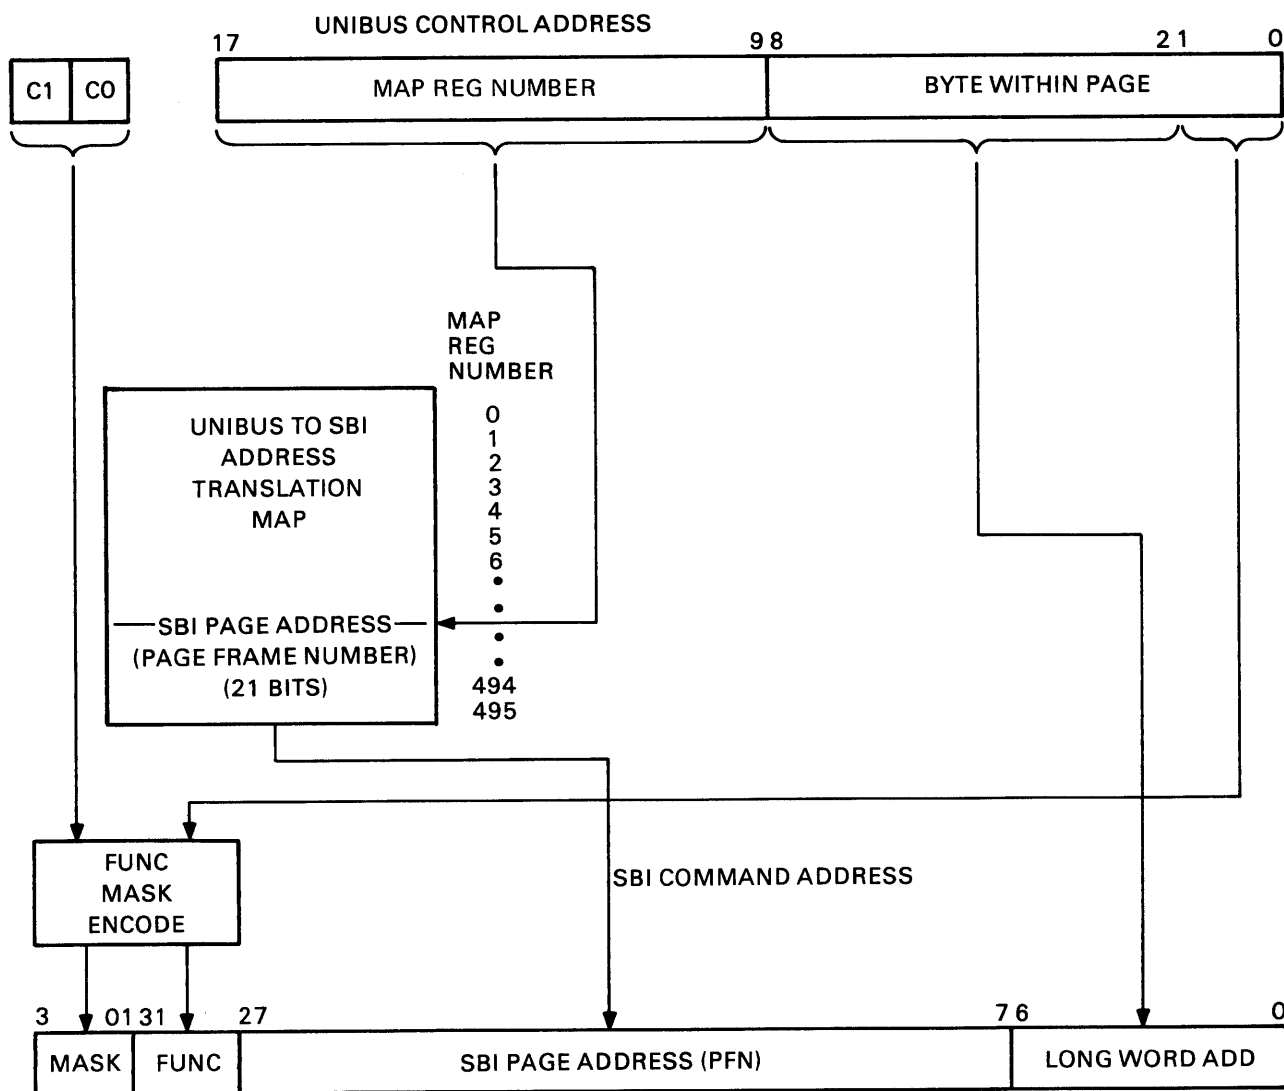 UNIBUS CONTROL ADDRESS
17 9 8 2 1 0
C1 C0 MAP REG NUMBER BYTE WITHIN PAGE
MAP
REG
NUMBER
0
1
2
3
4
5
6
494
495
UNIBUS TO SBI
ADDRESS
TRANSLATION
MAP
SBI PAGE ADDRESS
(PAGE FRAME NUMBER)
(21 BITS)
FUNC
MASK
ENCODE
SBI COMMAND ADDRESS
3 0 1 31 27 7 6 0
MASK FUNC SBI PAGE ADDRESS (PFN) LONG WORD ADD